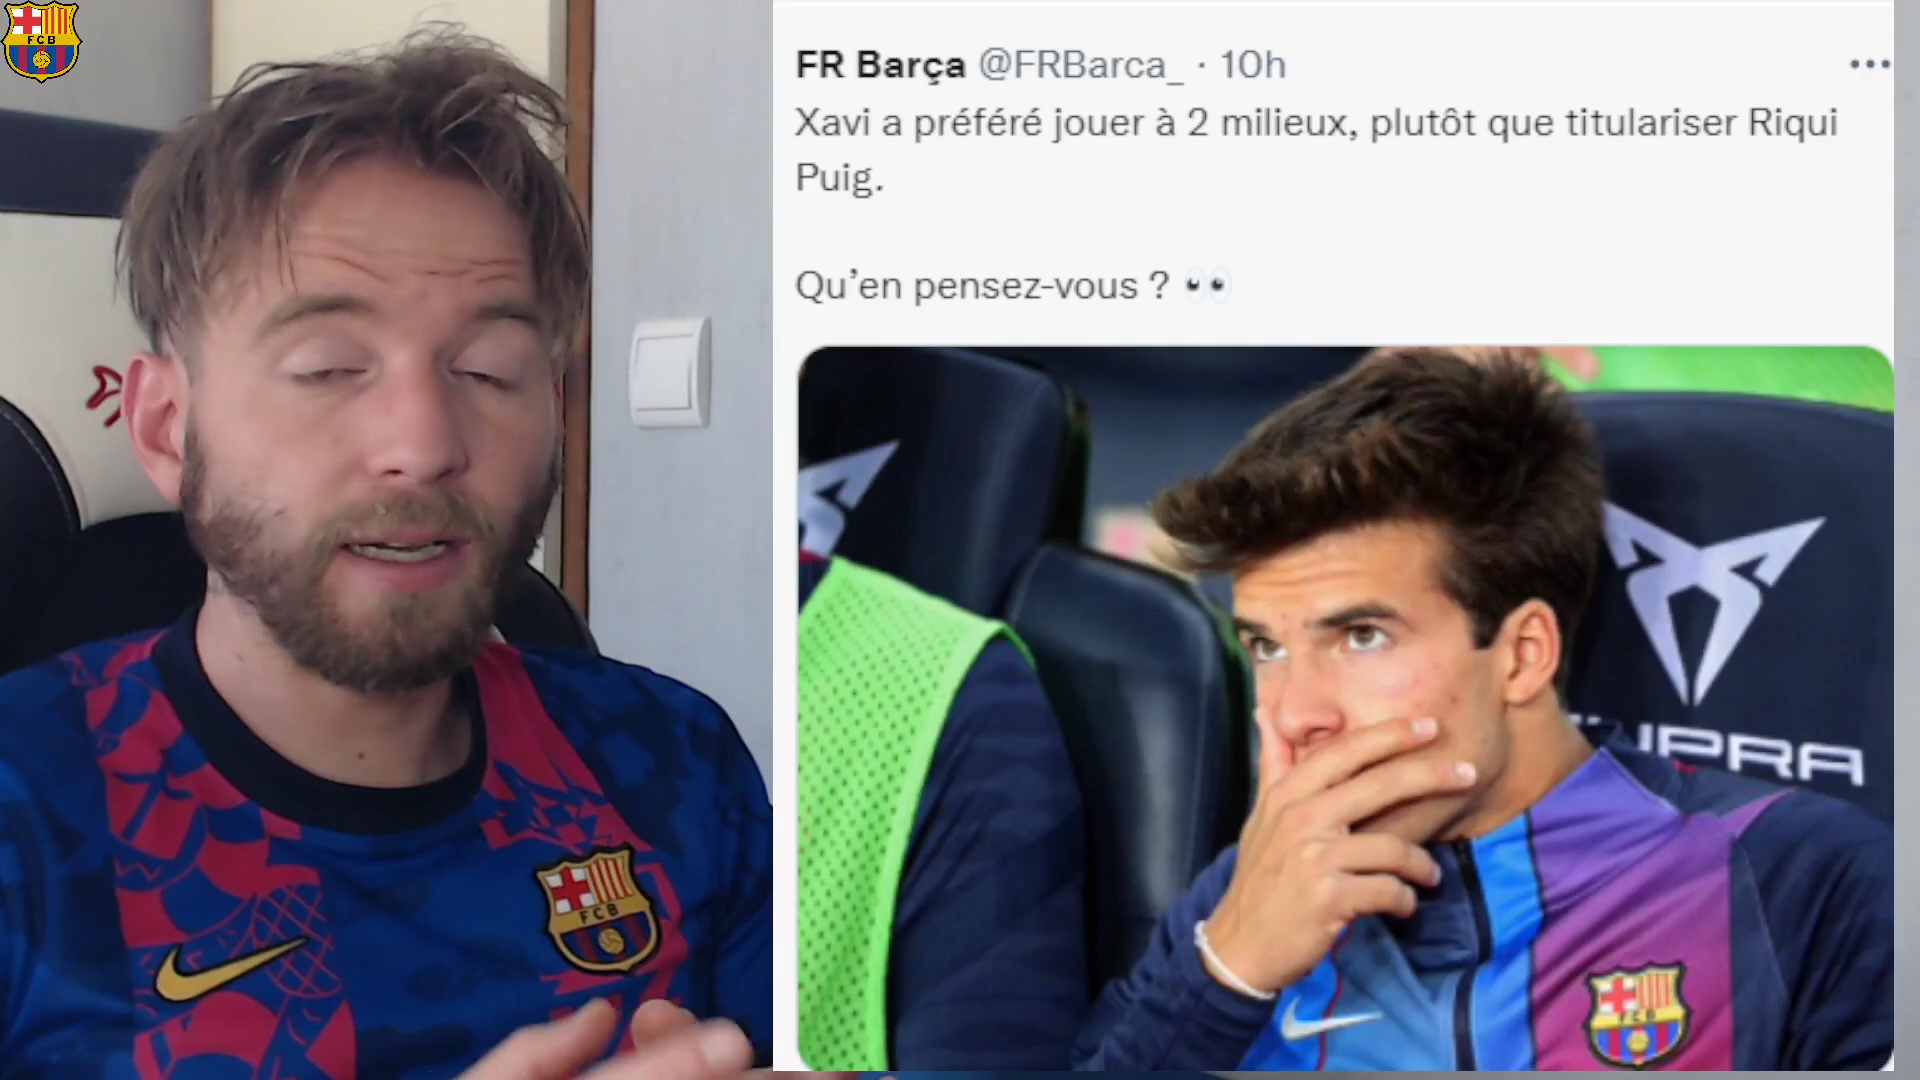 FCB
FR Barça @FRBarca_ · 10h
Xavi a préféré jouer à 2 milieux, plutôt que titulariser Riqui
Puig.
Qu’en pensez-vous ? 👀
UPRA
FCB
FCB